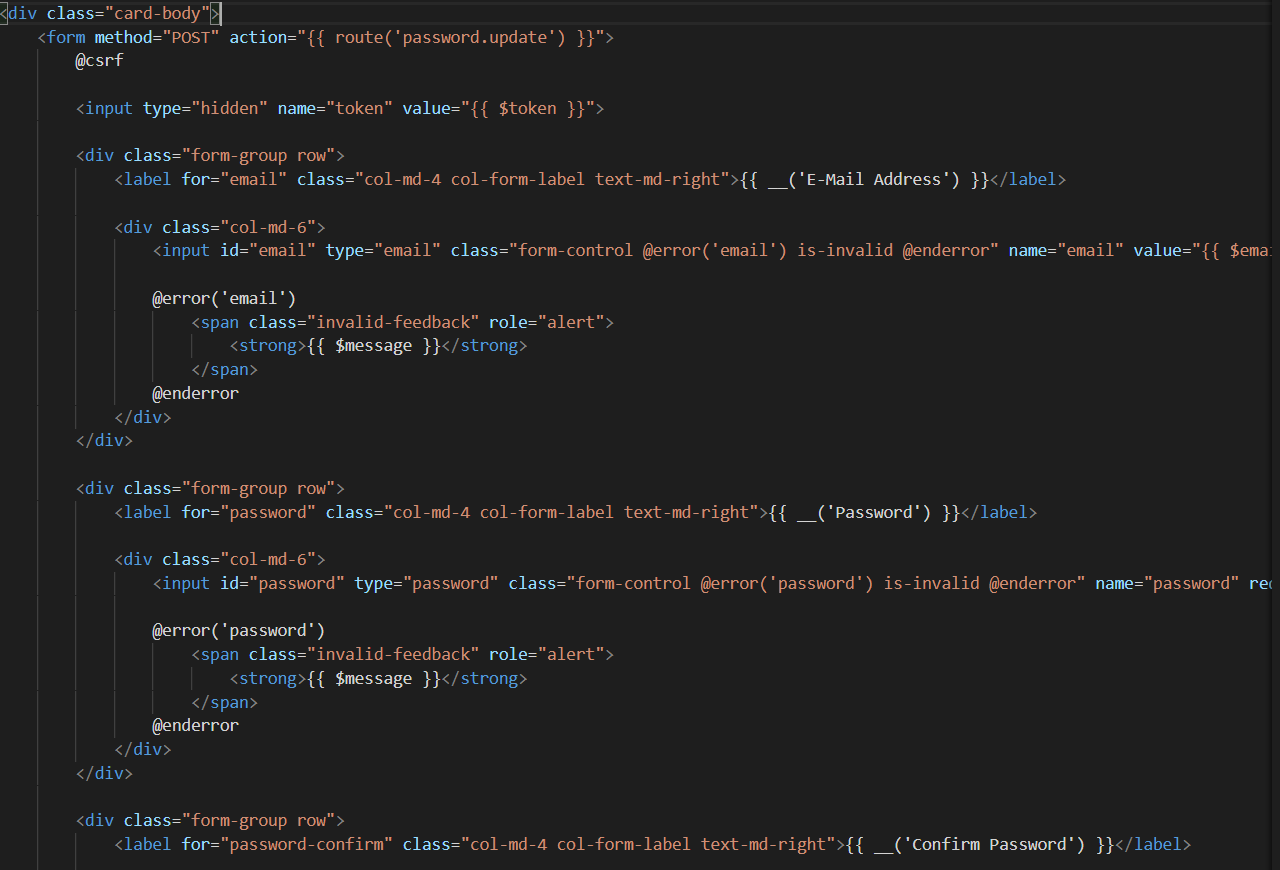 <div class="card-body">
<form method="POST" action="{{ route('password.update') }}">
@csrf
<input type="hidden" name="token" value="{{ $token }}">
<div class="form-group row">
<label for="email" class="col-md-4 col-form-label text-md-right">{{ __('E-Mail Address') }}</label>
<div class="col-md-6">
<input id="email" type="email" class="form-control @error('email') is-invalid @enderror" name="email" value="{{
@error('email')
<span class="invalid-feedback" role="alert">
<strong>{{ $message }}</strong>
</span>
@enderror
</div>
</div>
<div class="form-group row">
<label for="password" class="col-md-4 col-form-label text-md-right">{{ __('Password') }}</label>
<div class="col-md-6">
<input id="password" type="password" class="form-control @error('password') is-invalid @enderror" name="password"
@error('password')
<span class="invalid-feedback" role="alert">
<strong>{{ $message }}</strong>
</span>
@enderror
</div>
</div>
<div class="form-group row">
<label for="password-confirm" class="col-md-4 col-form-label text-md-right">{{ __('Confirm Password') }}</label>